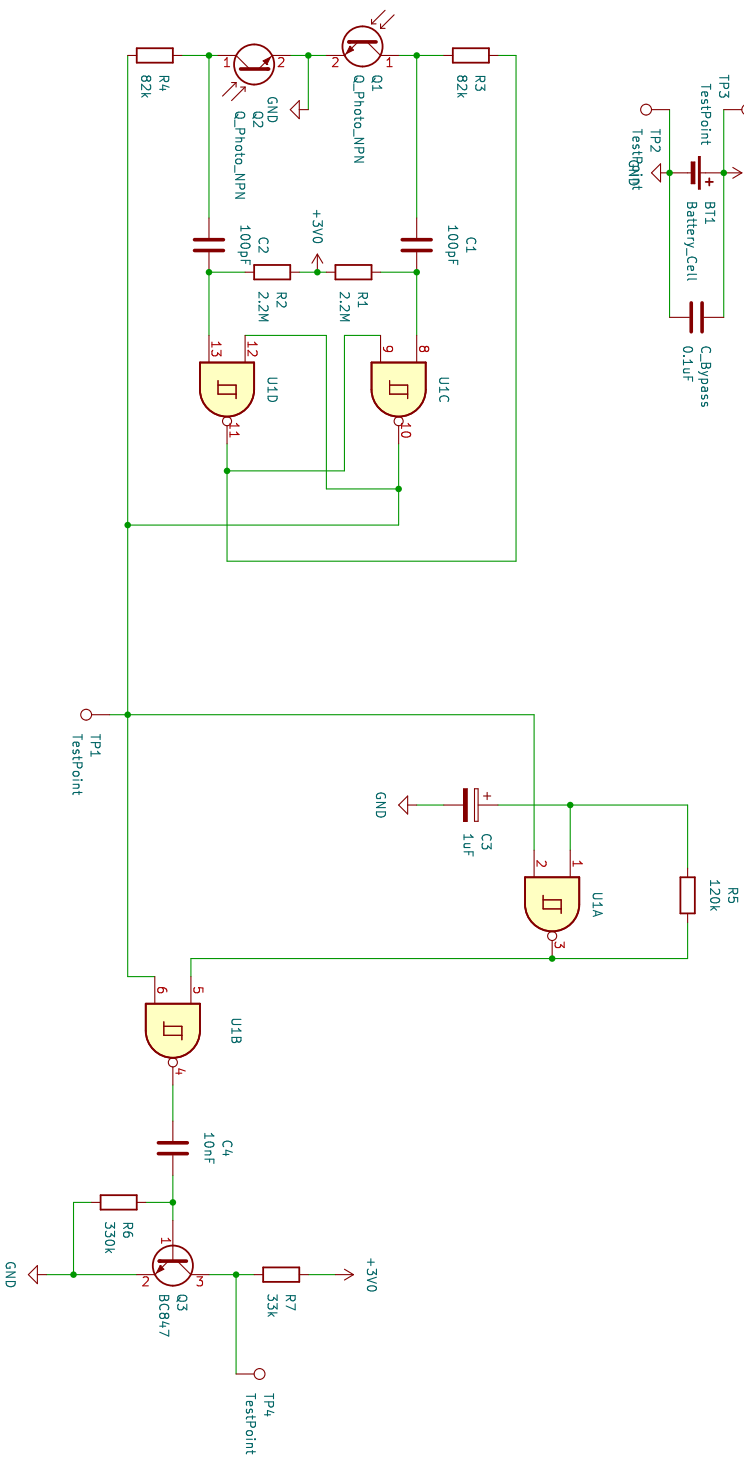 R4
82k
1
2
GND
Q2
Q_Photo_NPN
2
1
Q1
Q_Photo_NPN
R3
82k
TP3
TestPoint
TP2
TestPoint
GND
+
BT1
Battery_Cell
C_Bypass
0.1uF
C2
100pF
+3V0
C1
100pF
R2
2.2M
R1
2.2M
13
12
U1D
11
9
8
U1C
10
TP1
TestPoint
GND
+
C3
1uF
2
1
U1A
3
R5
120k
6
5
U1B
4
C4
10nF
R6
330k
GND
1
2
3
Q3
BC847
R7
33k
+3V0
TP4
TestPoint